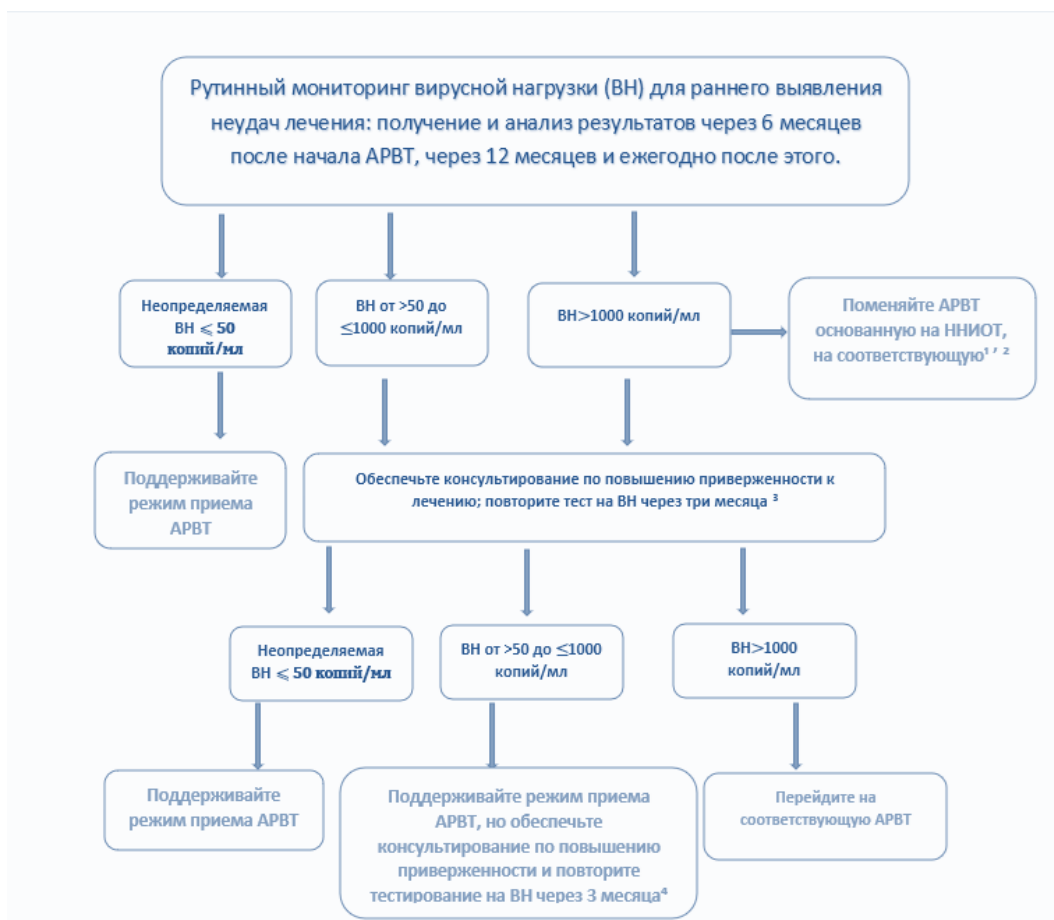 Рутинный мониторинг вирусной нагрузки (ВН) для раннего выявления
неудач лечения: получение и анализ результатов через 6 месяцев
после начала АРВТ, через 12 месяцев и ежегодно после этого.
Неопределяемая
ВН ⩽ 50
копий/мл
ВН от >50 до
≤1000 копий/мл
ВН>1000 копий/мл
Поменяйте АРВТ
основанную на ННИОТ,
на соответствующую¹ ’ ²
Поддерживайте
режим приема
АРВТ
Обеспечьте консультирование по повышению приверженности к
лечению; повторите тест на ВН через три месяца ³
Неопределяемая
ВН ⩽ 50 копий/мл
ВН от >50 до ≤1000
копий/мл
ВН>1000
копий/мл
Поддерживайте
режим приема АРВТ
Поддерживайте режим приема
АРВТ, но обеспечьте
консультирование по повышению
приверженности и повторите
тестирование на ВН через 3 месяца⁴
Перейдите на
соответствующую АРВТ